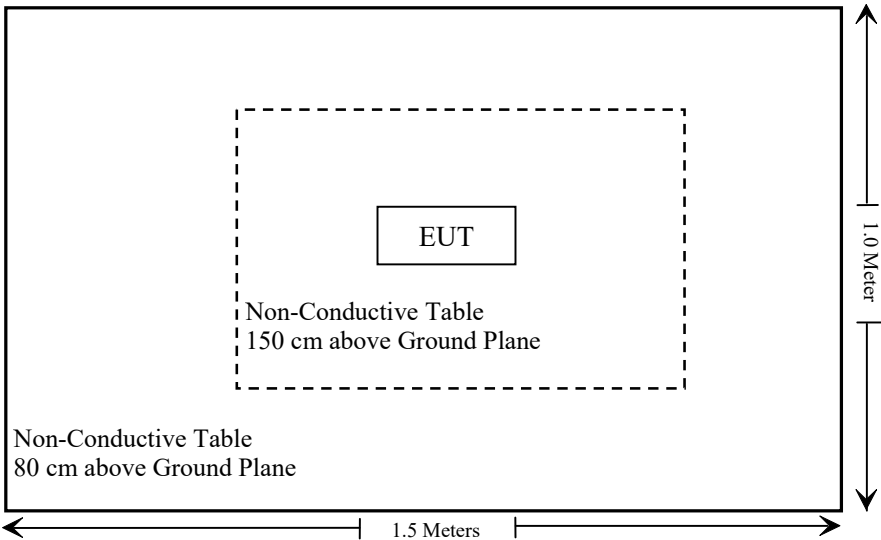 EUT
Non-Conductive Table
150 cm above Ground Plane
Non-Conductive Table
80 cm above Ground Plane
1.0 Meter
1.5 Meters